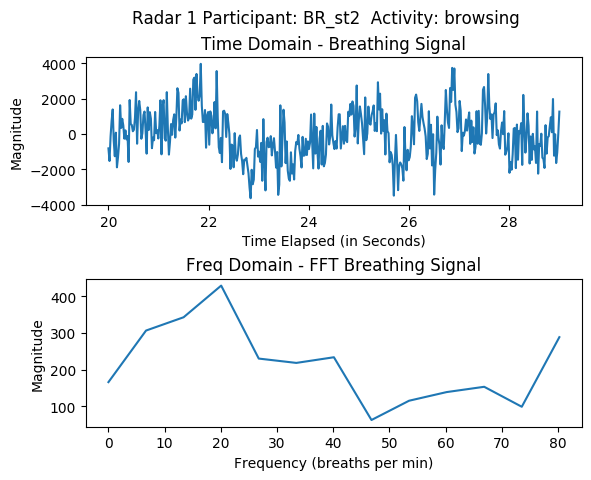 Radar 1 Participant: BR_st2  Activity: browsing
Time Domain - Breathing Signal
Magnitude
4000
2000
0
−2000
−4000
20 22 24 26 28
Time Elapsed (in Seconds)
Freq Domain - FFT Breathing Signal
Magnitude
400
300
200
100
0 10 20 30 40 50 60 70 80
Frequency (breaths per min)